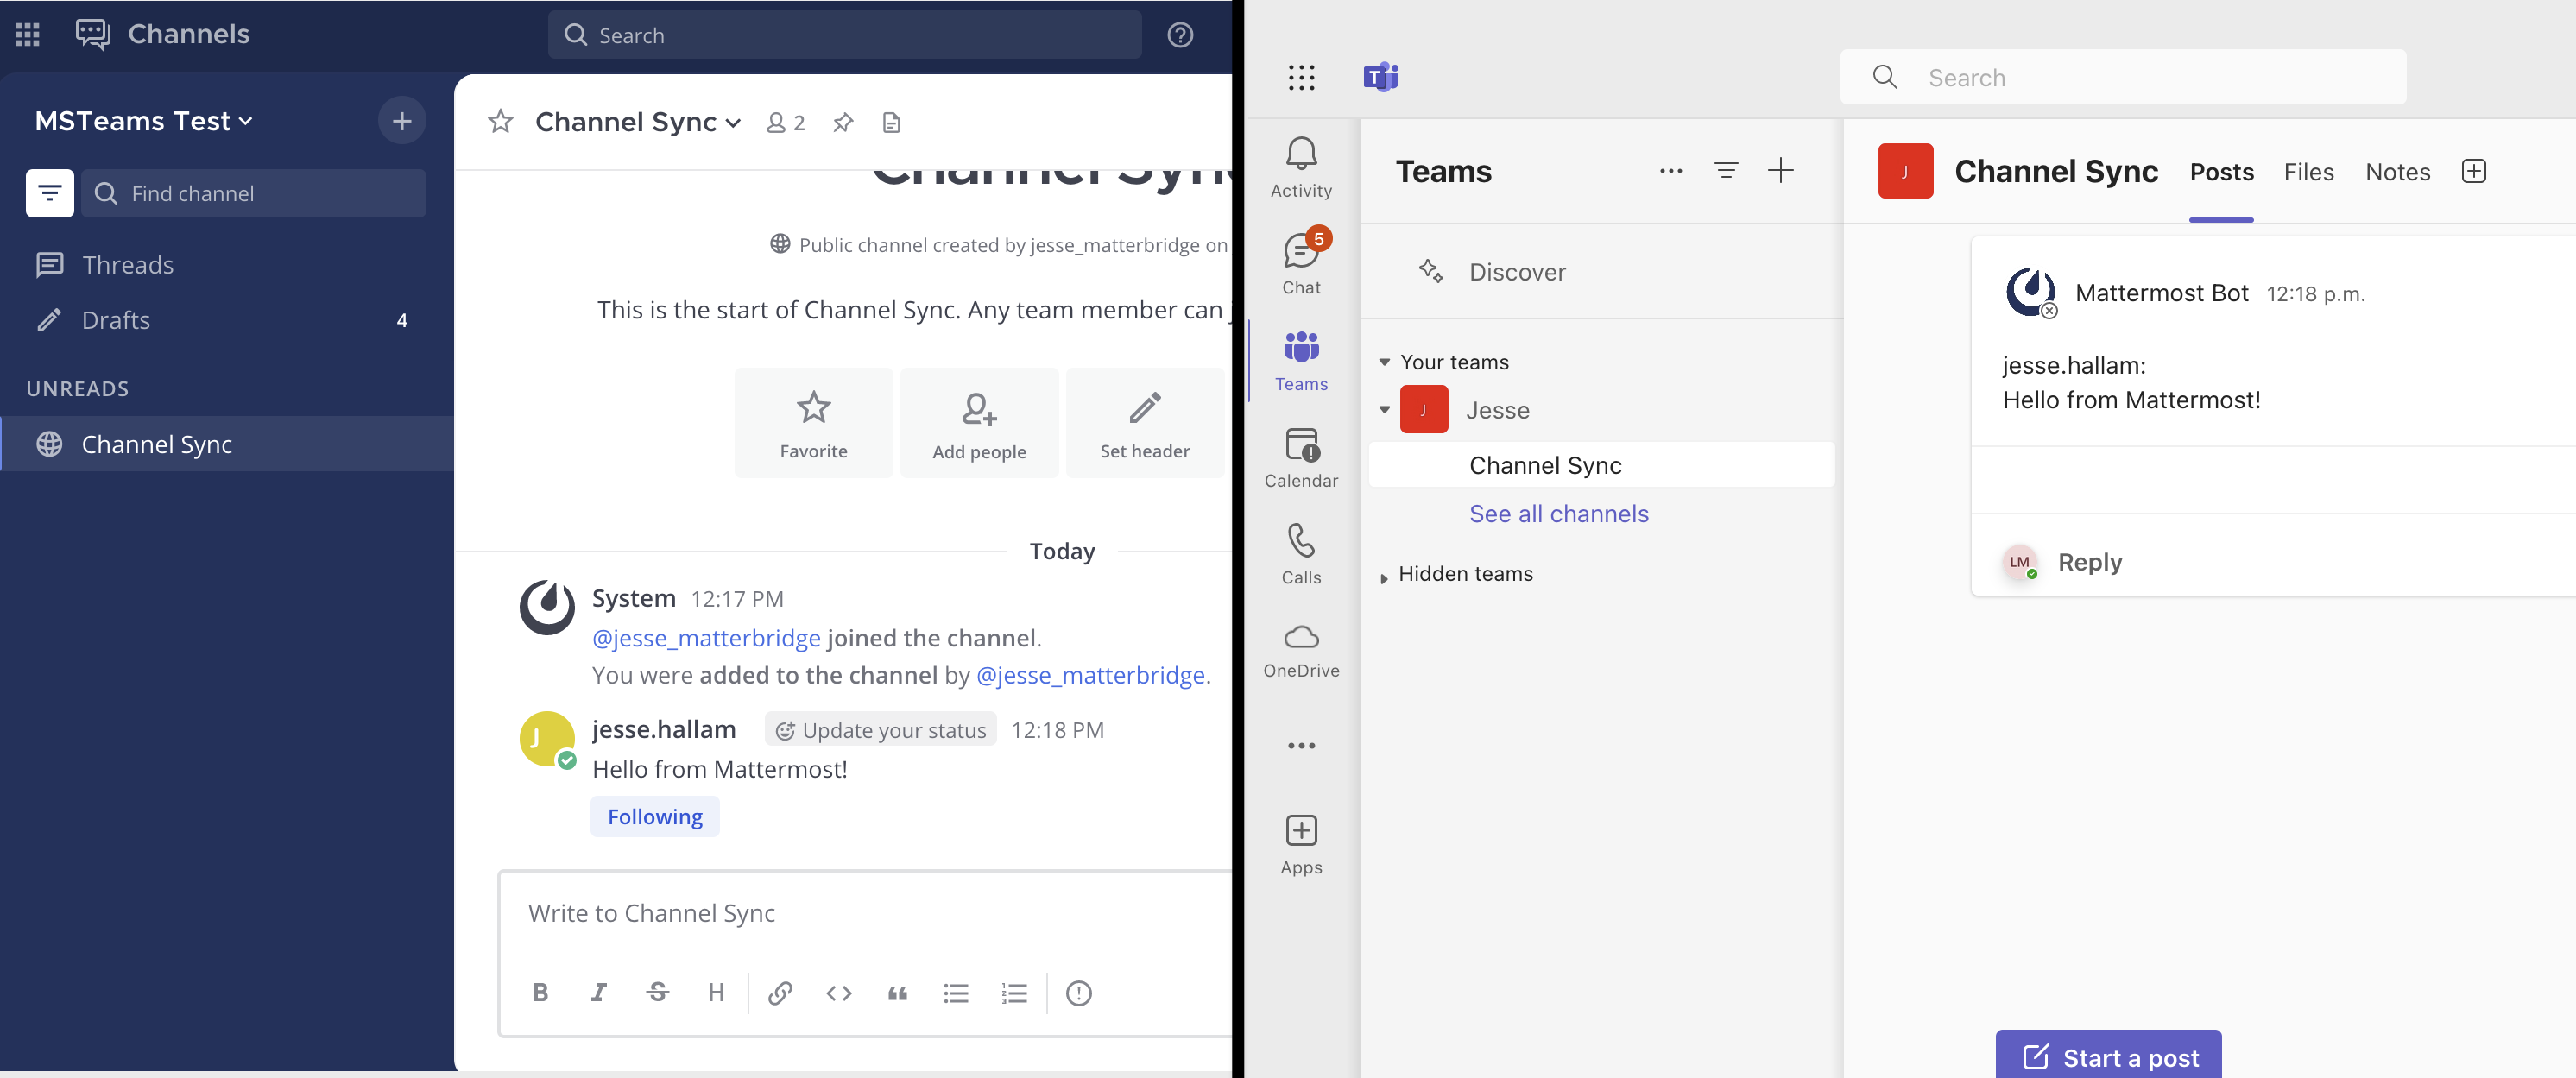 Channels
Search
MSTeams Test
Find channel
Threads
Drafts 4
UNREADS
Channel Sync
Channel Sync 2
Channel Syn
Public channel created by jesse_matterbridge on
This is the start of Channel Sync. Any team member can j
Favorite
Add people
Set header
Today
System 12:17 PM
@jesse_matterbridge joined the channel.
You were added to the channel by @jesse_matterbridge.
J
jesse.hallam Update your status 12:18 PM
Hello from Mattermost!
Following
Write to Channel Sync
B I S H
Search
Activity
5
Chat
Teams
Calendar
Calls
OneDrive
Apps
Teams
Discover
Your teams
J Jesse
Channel Sync
See all channels
Hidden teams
J Channel Sync Posts Files Notes
Mattermost Bot 12:18 p.m.
jesse.hallam:
Hello from Mattermost!
LM Reply
Start a post